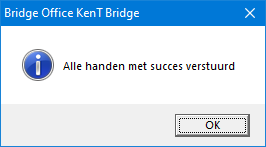 Bridge Office KenT Bridge
Alle handen met succes verstuurd
OK